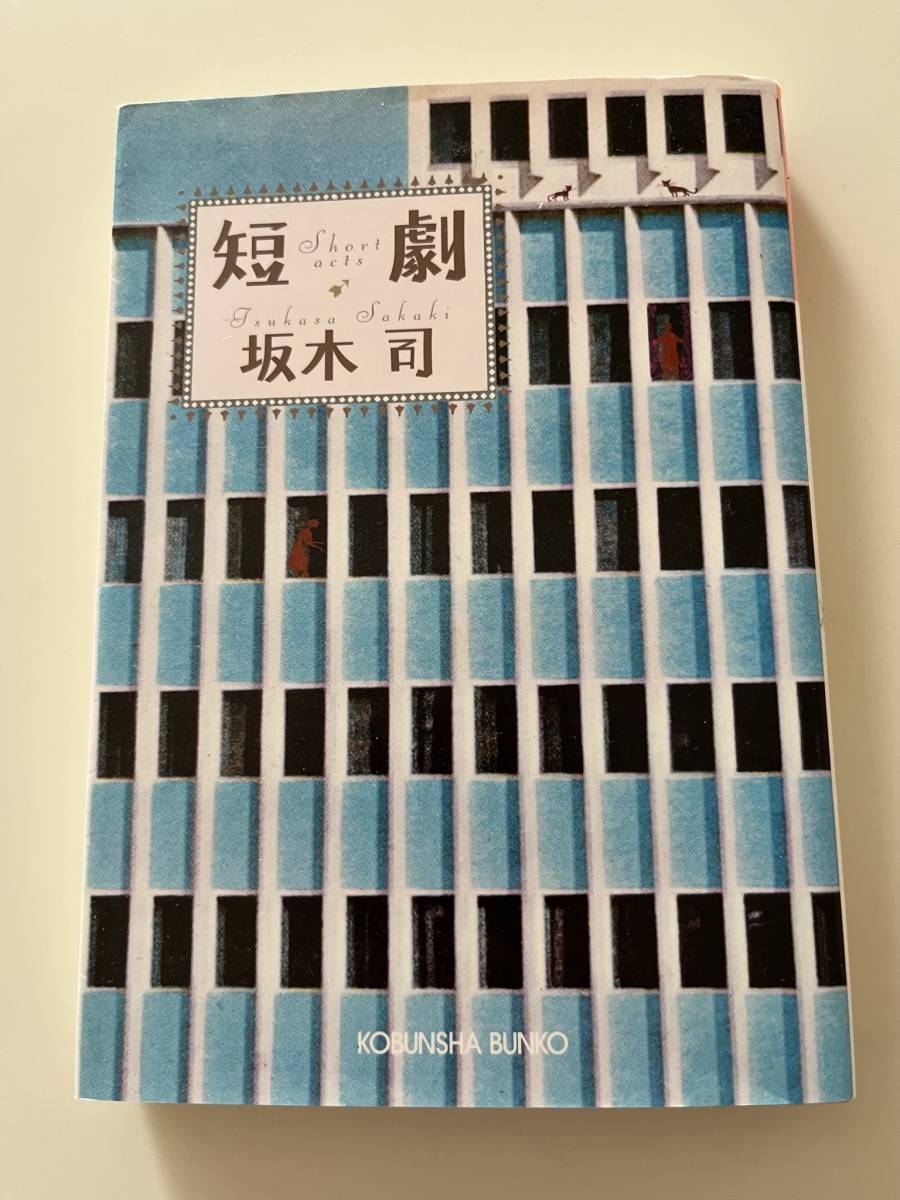 短劇
Short
acts
Tsukasa Sakaki
坂木 司
KOBUNSHA BUNKO